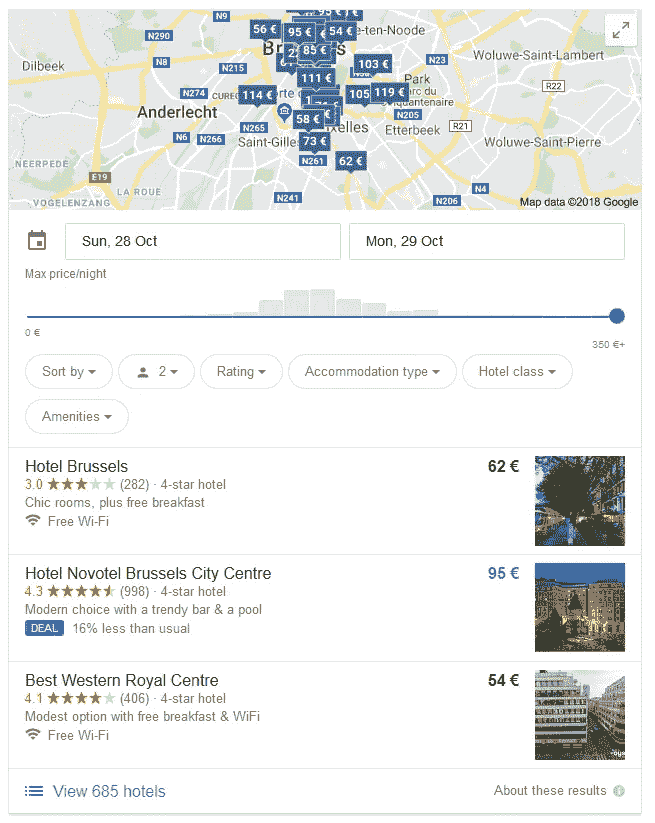 N9
95
71 €
56 €
95 €
54 €
e-ten-Noode
N290
85 €
Dilbeek
N8
N215
111 €
103 €
N23
Woluwe-Saint-Lambert
Park
N274
114 €
105
119 €
R22
Anderlecht
58 €
N205
N265
Etterbeek
R21
N6
N266
Saint-Gilles
73 €
Woluwe-Saint-Pierre
NEERPEDE
N261
62 €
E19
LA ROUE
N4
VOGELENZANG
N241
N206
Map data ©2018 Google
Sun, 28 Oct
Mon, 29 Oct
Max price/night
0 €
350 €+
Sort by
2
Rating
Accommodation type
Hotel class
Amenities
Hotel Brussels
62 €
3.0 (282) · 4-star hotel
Chic rooms, plus free breakfast
Free Wi-Fi
Hotel Novotel Brussels City Centre
95 €
4.3 (998) · 4-star hotel
Modern choice with a trendy bar & a pool
DEAL 16% less than usual
Best Western Royal Centre
54 €
4.1 (406) · 4-star hotel
Modest option with free breakfast & WiFi
Free Wi-Fi
View 685 hotels
About these results